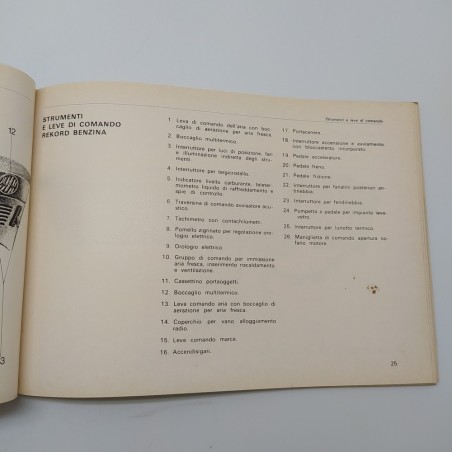 12
3
Strumenti e leve di comando
STRUMENTI
E LEVE DI COMANDO
REKORD BENZINA
1. Leva di comando dell'aria con boc-
caglio di aerazione per aria fresca.
2. Boccaglio multitermico.
3. Interruttore per luci di posizione, fari
e illuminazione indiretta degli stru-
menti.
4. Interruttore per tergicristallo.
5. Indicatore livello carburante, teleter-
mometro liquido di raffreddamento e
spie di controllo.
6. Traversina di comando avvisatore acu-
stico.
7. Tachimetro con contachilometri.
8. Pomello zigrinato per regolazione oro-
logio elettrico.
9. Orologio elettrico.
10. Gruppo di comando per immissione
aria fresca, inserimento riscaldamento
e ventilazione.
11. Cassettino portaoggetti.
12. Boccaglio multitermico.
13. Leva comando aria con boccaglio di
aerazione per aria fresca.
14. Coperchio per vano alloggiamento
radio.
15. Leva comando marce.
16. Accendisigari.
17. Portacenere.
18. Interruttore accensione e avviamento
con bloccasterzo incorporato.
19. Pedale acceleratore.
20. Pedale freno.
21. Pedale frizione.
22. Interruttore per fanalini posteriori an-
tinebbia.
23. Interruttore per fendinebbia.
24. Pompetta a pedale per impianto lava-
vetro.
25. Interruttore per lunotto termico.
26. Maniglietta di comando apertura co-
fano motore.
25